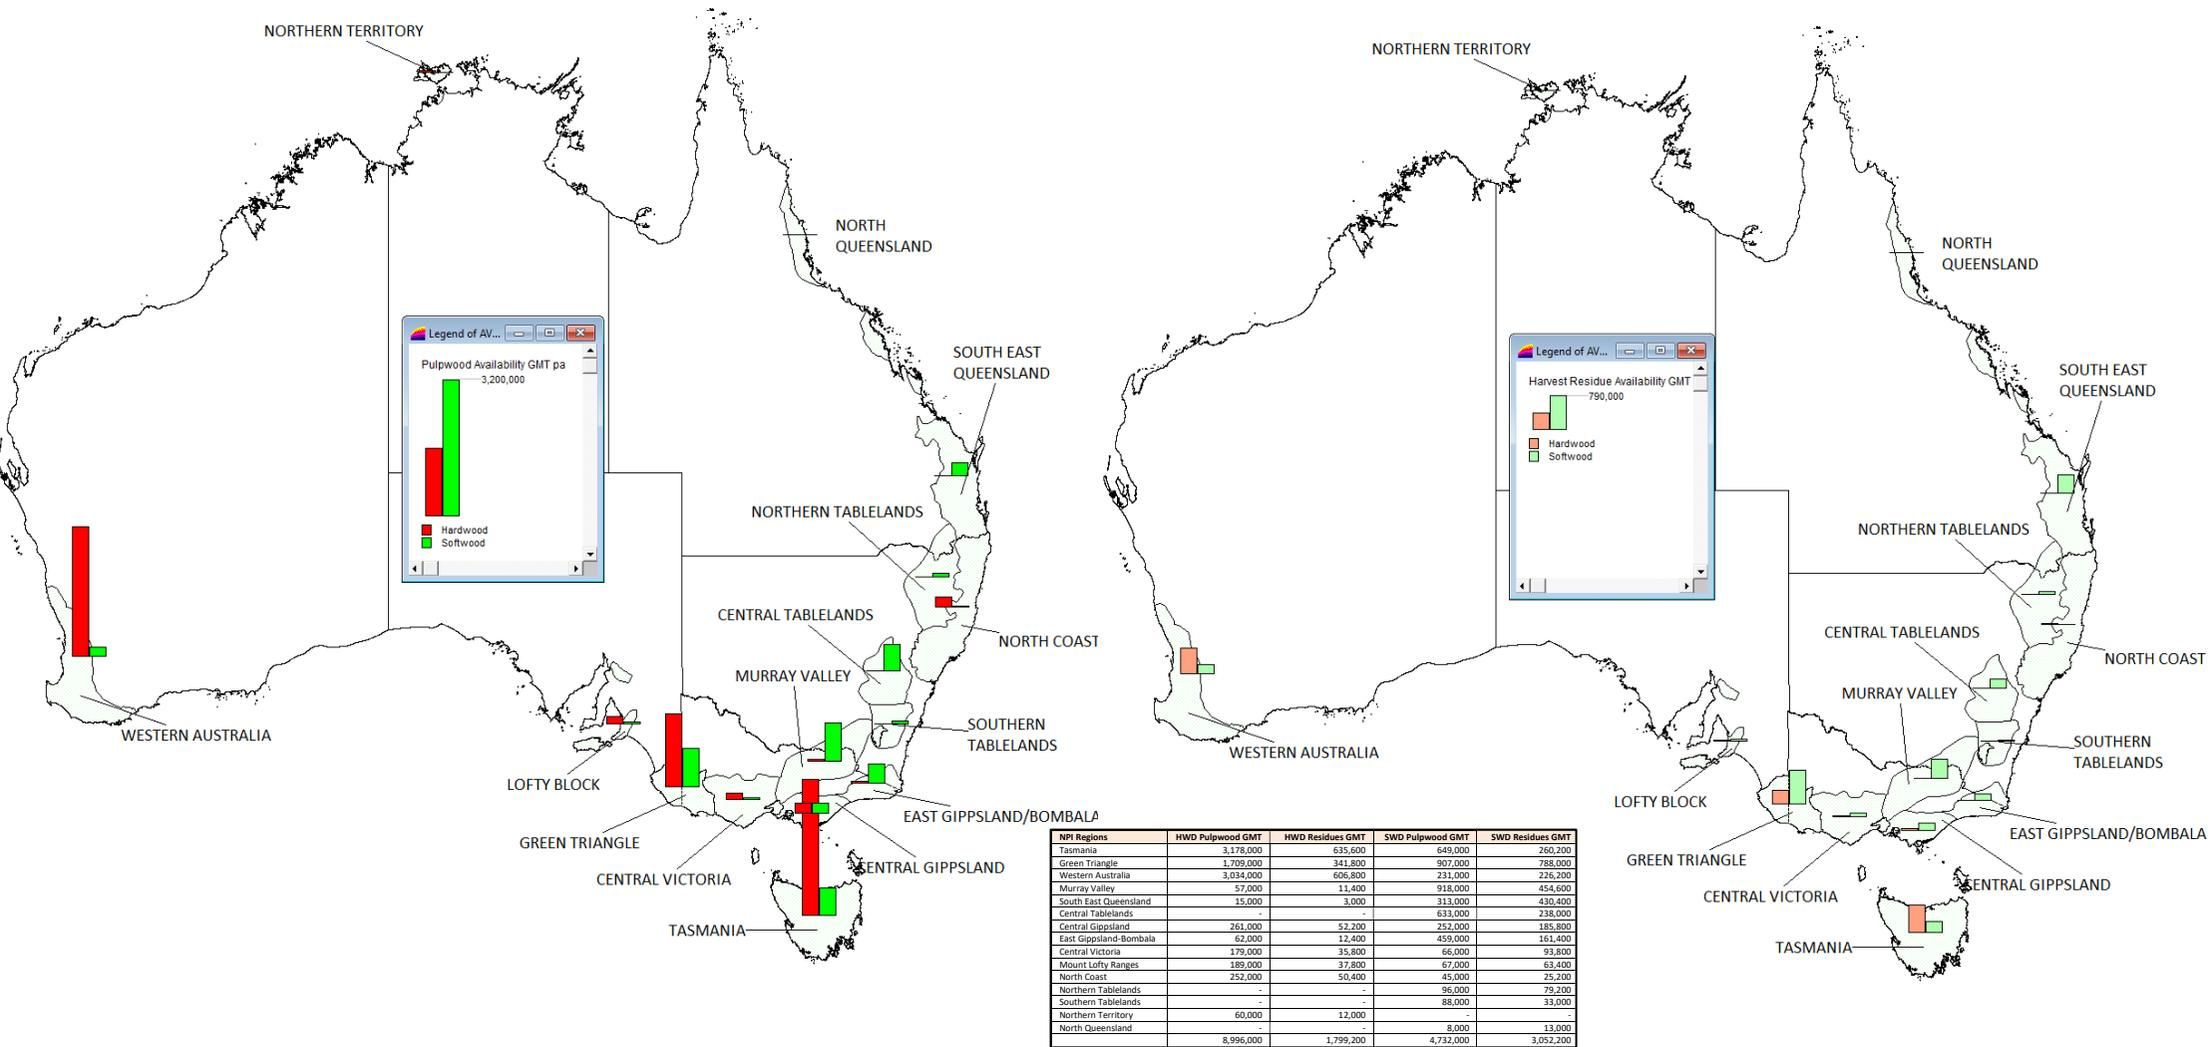 NORTHERN TERRITORY
NORTH
QUEENSLAND
SOUTH EAST
QUEENSLAND
Legend of AV...
Pulpwood Availability GMT pa
3,200,000
Hardwood
Softwood
NORTHERN TABLELANDS
CENTRAL TABLELANDS
NORTH COAST
MURRAY VALLEY
SOUTHERN
TABLELANDS
WESTERN AUSTRALIA
LOFTY BLOCK
EAST GIPPSLAND/BOMBALA
GREEN TRIANGLE
CENTRAL GIPPSLAND
CENTRAL VICTORIA
TASMANIA
NORTHERN TERRITORY
NORTH
QUEENSLAND
SOUTH EAST
QUEENSLAND
Legend of AV...
Harvest Residue Availability GMT
790,000
Hardwood
Softwood
NORTHERN TABLELANDS
CENTRAL TABLELANDS
NORTH COAST
MURRAY VALLEY
SOUTHERN
TABLELANDS
WESTERN AUSTRALIA
LOFTY BLOCK
EAST GIPPSLAND/BOMBALA
GREEN TRIANGLE
CENTRAL GIPPSLAND
CENTRAL VICTORIA
TASMANIA
NPI Regions HWD Pulpwood GMT HWD Residues GMT SWD Pulpwood GMT SWD Residues GMT
Tasmania 3,178,000 635,600 649,000 260,200
Green Triangle 1,709,000 341,800 907,000 788,000
Western Australia 3,034,000 606,800 231,000 226,200
Murray Valley 57,000 11,400 918,000 454,600
South East Queensland 15,000 3,000 313,000 430,400
Central Tablelands - - 633,000 238,000
Central Gippsland 261,000 52,200 252,000 185,800
East Gippsland-Bombala 62,000 12,400 459,000 161,400
Central Victoria 179,000 35,800 66,000 93,800
Mount Lofty Ranges 189,000 37,800 67,000 63,400
North Coast 252,000 50,400 45,000 25,200
Northern Tablelands - - 96,000 79,200
Southern Tablelands - - 88,000 33,000
Northern Territory 60,000 12,000 - -
North Queensland - - 8,000 13,000
8,996,000 1,799,200 4,732,000 3,052,200